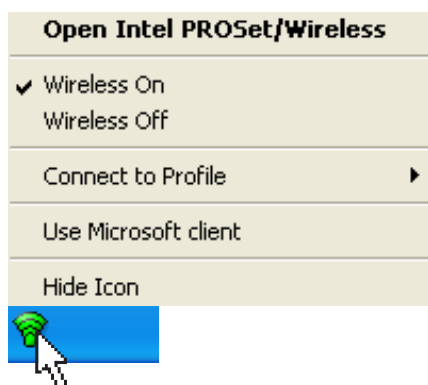 Open Intel PROSet/Wireless
Wireless On
Wireless Off
Connect to Profile
Use Microsoft client
Hide Icon